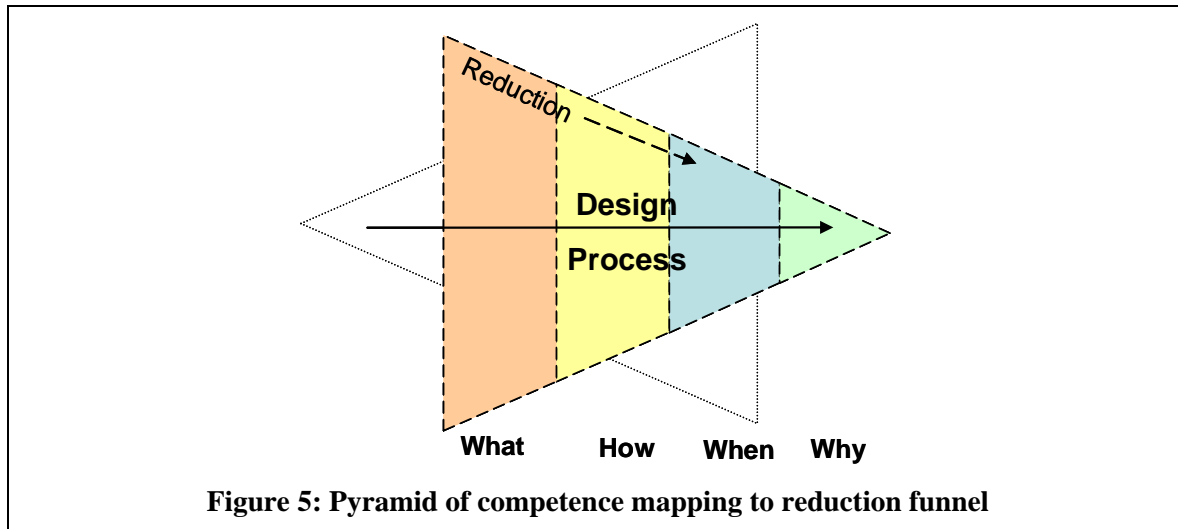 Reduction
Design
Process
What How When Why
Figure 5: Pyramid of competence mapping to reduction funnel